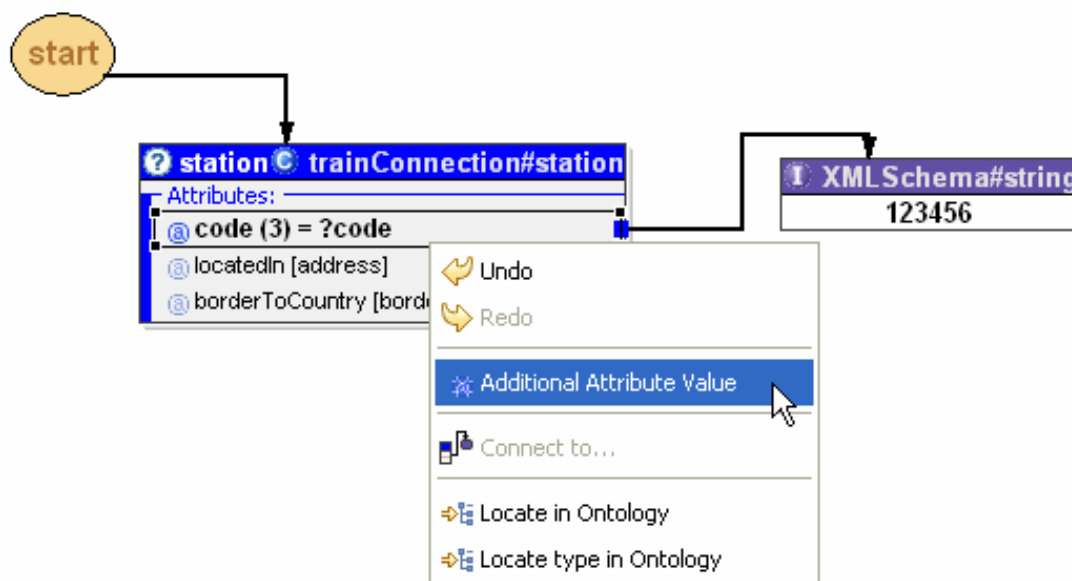 start
? station C trainConnection#station
Attributes:
@ code (3) = ?code
@ locatedIn [address]
@ borderToCountry [borde
I XMLSchema#string
123456
Undo
Redo
Additional Attribute Value
Connect to...
Locate in Ontology
Locate type in Ontology